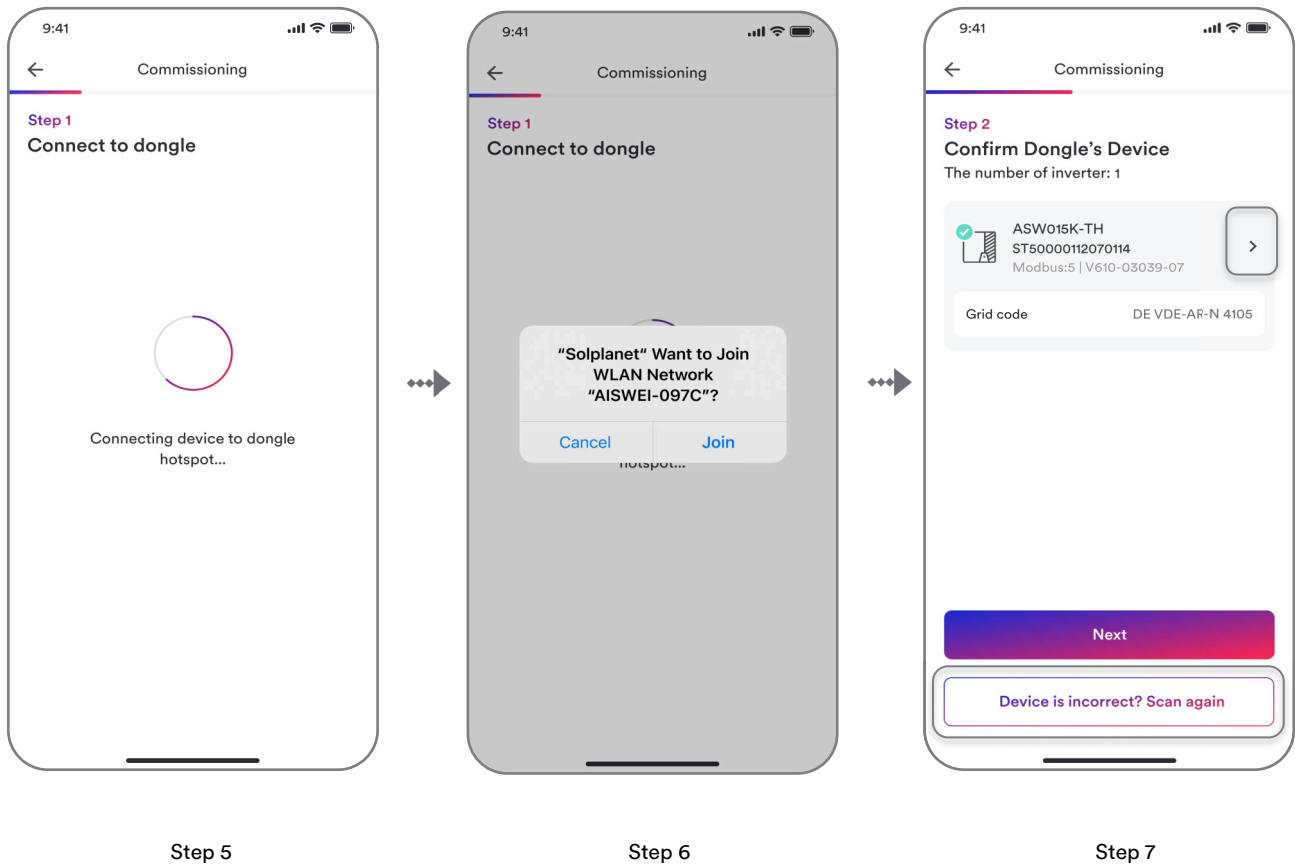 9:41
Commissioning
Step 1
Connect to dongle
Connecting device to dongle
hotspot...
Step 5
9:41
Commissioning
Step 1
Connect to dongle
“Solplanet“ Want to Join
WLAN Network
“AISWEI-097C”?
Cancel
Join
hotspot...
Step 6
9:41
Commissioning
Step 2
Confirm Dongle’s Device
The number of inverter: 1
ASW015K-TH
ST50000112070114
Modbus:5 | V610-03039-07
Grid code
DE VDE-AR-N 4105
Next
Device is incorrect? Scan again
Step 7